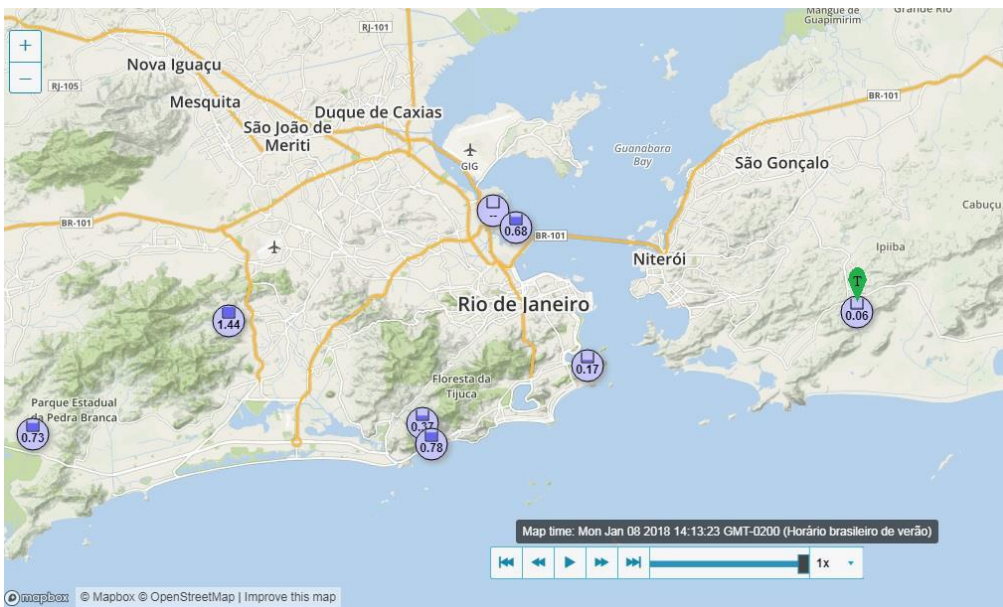 +
−
Mangue de
Guapimirim
Grande Rio
RJ-101
Nova Iguaçu
RJ-105
BR-101
Mesquita
Duque de Caxias
São João de
Meriti
GIG
Guanabara
Bay
São Gonçalo
Cabuçu
--
0.68
BR-101
BR-101
Ipiiba
Niterói
T
0.06
Rio de Janeiro
1.44
0.17
Floresta da
Tijuca
Parque Estadual
da Pedra Branca
0.73
0.37
0.78
Map time: Mon Jan 08 2018 14:13:23 GMT-0200 (Horário brasileiro de verão)
1x
mapbox © Mapbox © OpenStreetMap | Improve this map